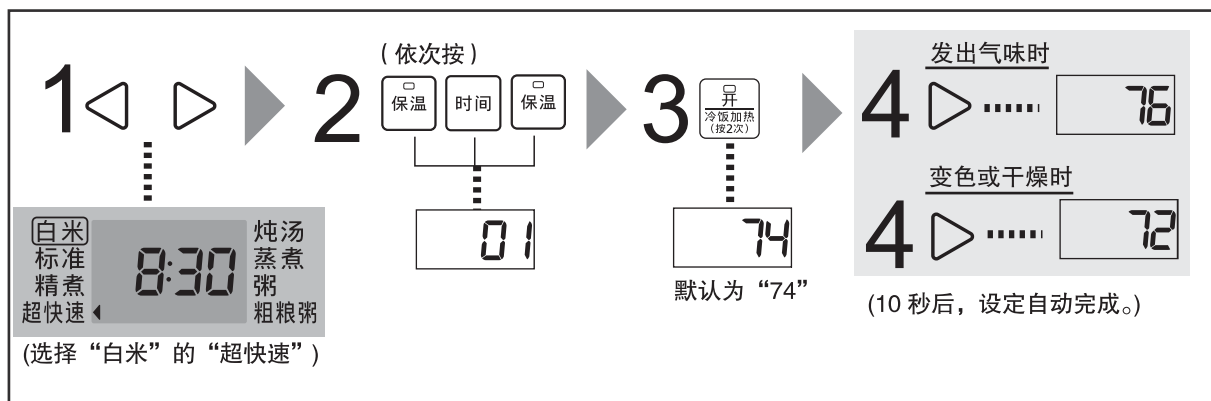 1
白米
标准
精煮
超快速
8:30
炖汤
蒸煮
粥
粗粮粥
(选择“白米”的“超快速”)
2
(依次按)
保温 时间 保温
01
3
开
冷饭加热
(按2次)
74
默认为“74”
4
发出气味时
76
4
变色或干燥时
72
(10 秒后，设定自动完成。)